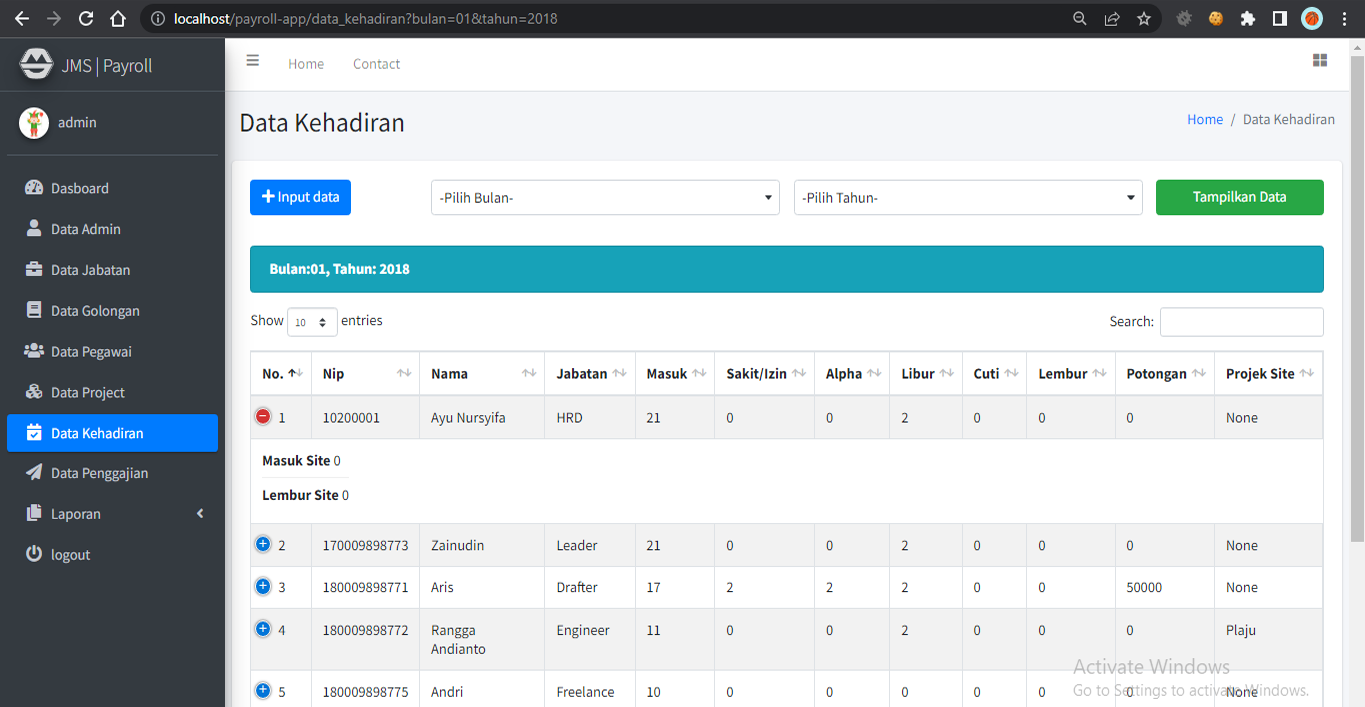 localhost/payroll-app/data_kehadiran?bulan=01&tahun=2018
JMS | Payroll
Home Contact
admin
Data Kehadiran
Home / Data Kehadiran
Dasboard
Data Admin
Data Jabatan
Data Golongan
Data Pegawai
Data Project
Data Kehadiran
Data Penggajian
Laporan
logout
Input data
-Pilih Bulan-
-Pilih Tahun-
Tampilkan Data
Bulan:01, Tahun: 2018
Show 10 entries
Search:
No. Nip Nama Jabatan Masuk Sakit/Izin Alpha Libur Cuti Lembur Potongan Projek Site
1 10200001 Ayu Nursyifa HRD 21 0 0 2 0 0 0 None
Masuk Site 0
Lembur Site 0
2 170009898773 Zainudin Leader 21 0 0 2 0 0 0 None
3 180009898771 Aris Drafter 17 2 2 2 0 0 50000 None
4 180009898772 Rangga Andianto Engineer 11 0 0 2 0 0 0 Plaju
5 180009898775 Andri Freelance 10 0 0 0 0 0 0 None
Activate Windows
Go to Settings to activate Windows.